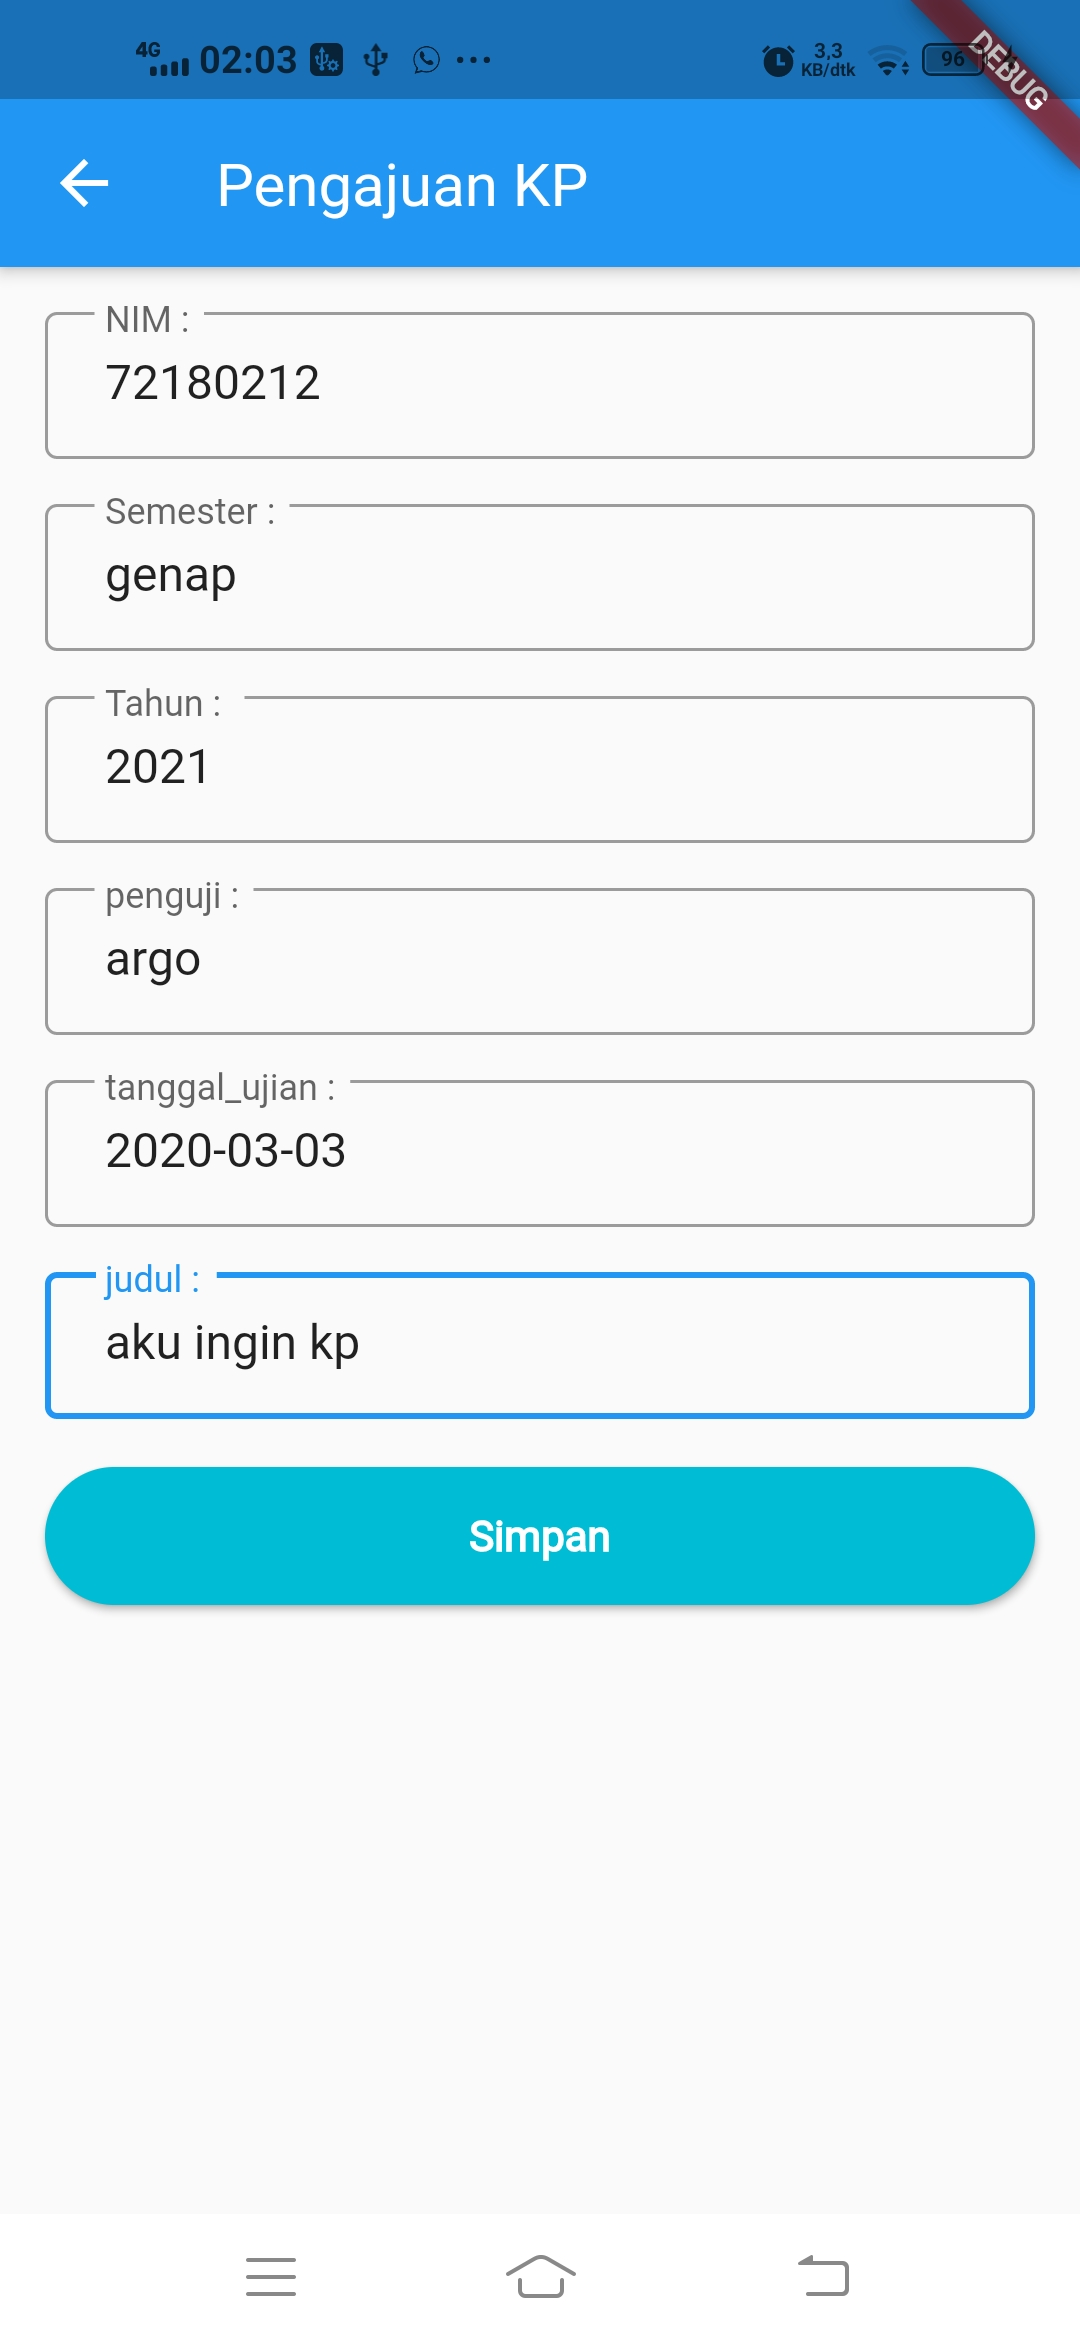 4G 02:03 ... 3,3 KB/dtk 96
DEBUG
Pengajuan KP
NIM :
72180212
Semester :
genap
Tahun :
2021
penguji :
argo
tanggal_ujian :
2020-03-03
judul :
aku ingin kp
Simpan